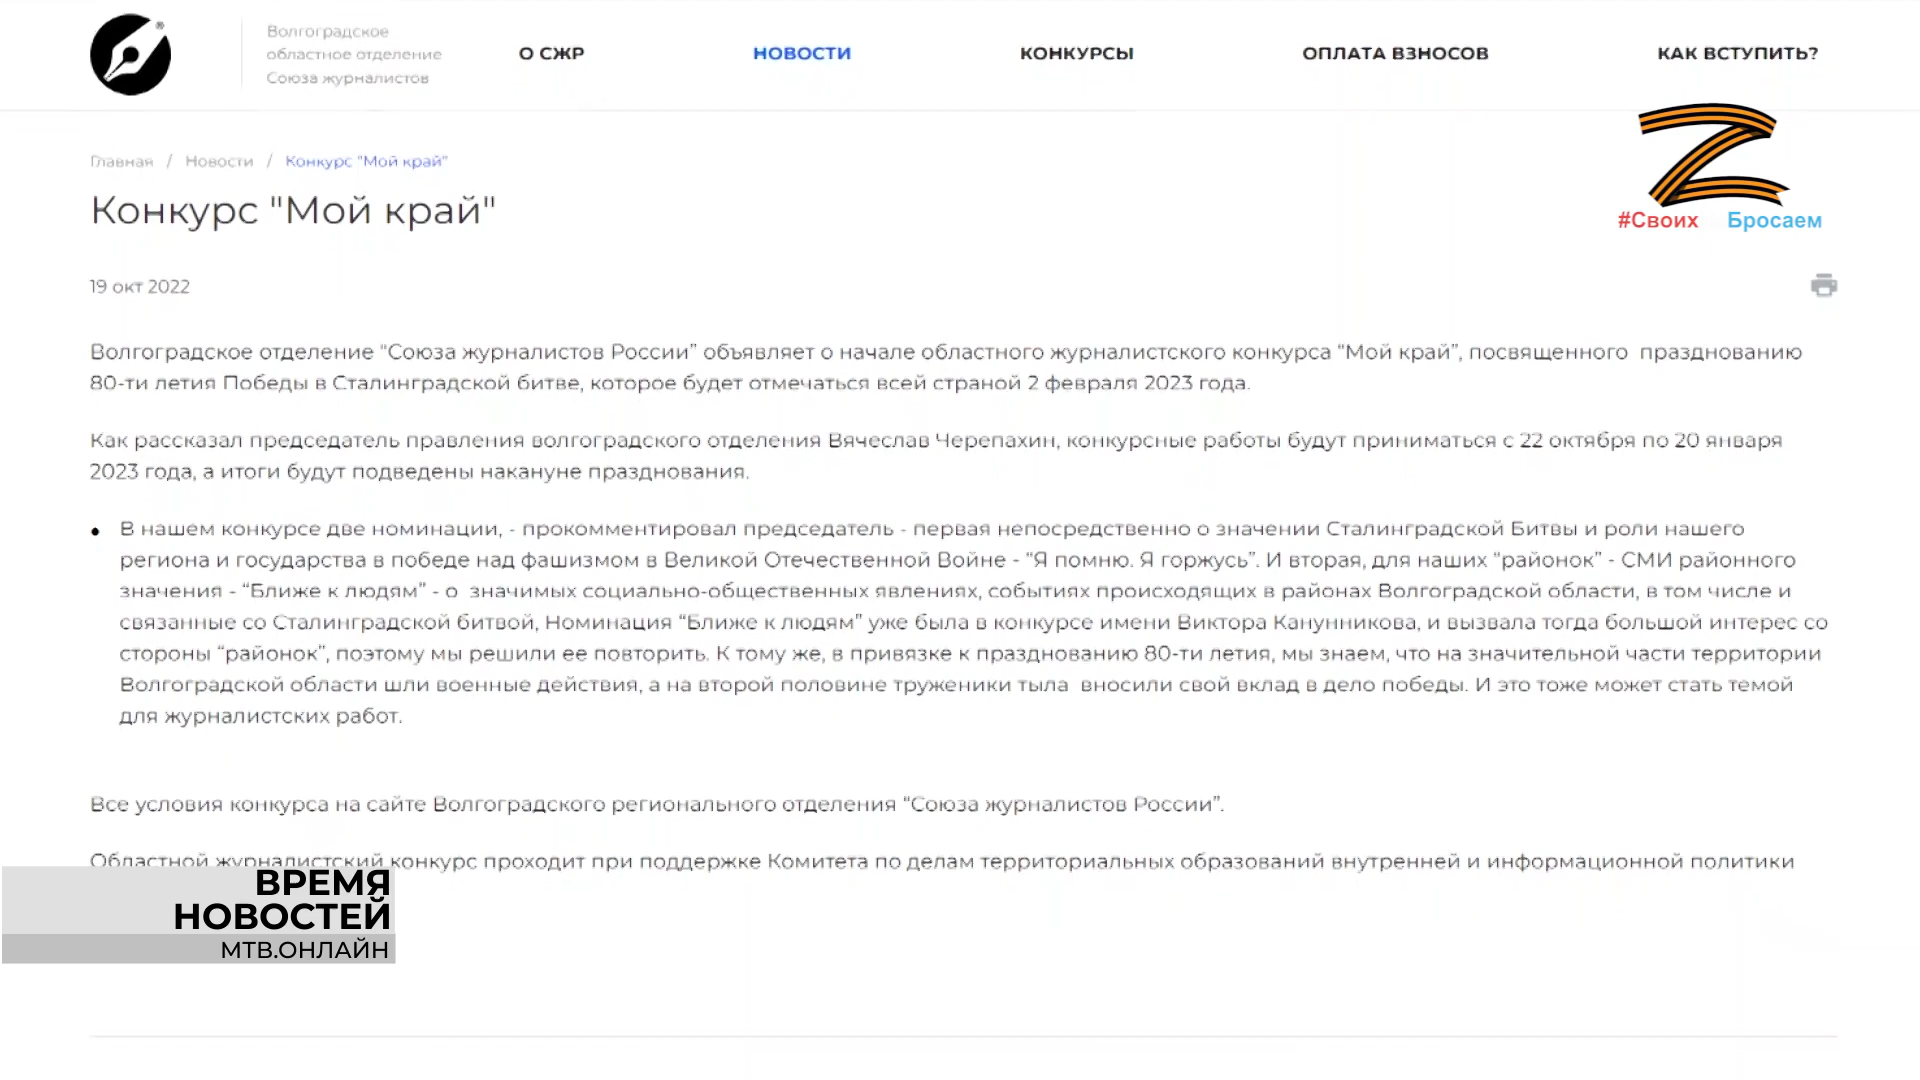 Волгоградское
областное отделение
Союза журналистов
О СЖР
НОВОСТИ
КОНКУРСЫ
ОПЛАТА ВЗНОСОВ
КАК ВСТУПИТЬ?
Главная / Новости / Конкурс "Мой край"
Конкурс "Мой край"
#Своих Бросаем
19 окт 2022
Волгоградское отделение “Союза журналистов России” объявляет о начале областного журналистского конкурса “Мой край”, посвященного празднованию
80-ти летия Победы в Сталинградской битве, которое будет отмечаться всей страной 2 февраля 2023 года.
Как рассказал председатель правления волгоградского отделения Вячеслав Черепахин, конкурсные работы будут приниматься с 22 октября по 20 января
2023 года, а итоги будут подведены накануне празднования.
• В нашем конкурсе две номинации, - прокомментировал председатель - первая непосредственно о значении Сталинградской Битвы и роли нашего
региона и государства в победе над фашизмом в Великой Отечественной Войне - “Я помню. Я горжусь”. И вторая, для наших “районок” - СМИ районного
значения - “Ближе к людям” - о значимых социально-общественных явлениях, событиях происходящих в районах Волгоградской области, в том числе и
связанные со Сталинградской битвой, Номинация “Ближе к людям” уже была в конкурсе имени Виктора Канунникова, и вызвала тогда большой интерес со
стороны “районок”, поэтому мы решили ее повторить. К тому же, в привязке к празднованию 80-ти летия, мы знаем, что на значительной части территории
Волгоградской области шли военные действия, а на второй половине труженики тыла вносили свой вклад в дело победы. И это тоже может стать темой
для журналистских работ.
Все условия конкурса на сайте Волгоградского регионального отделения “Союза журналистов России”.
Областной журналистский конкурс проходит при поддержке Комитета по делам территориальных образований внутренней и информационной политики
ВРЕМЯ
НОВОСТЕЙ
МТВ.ОНЛАЙН